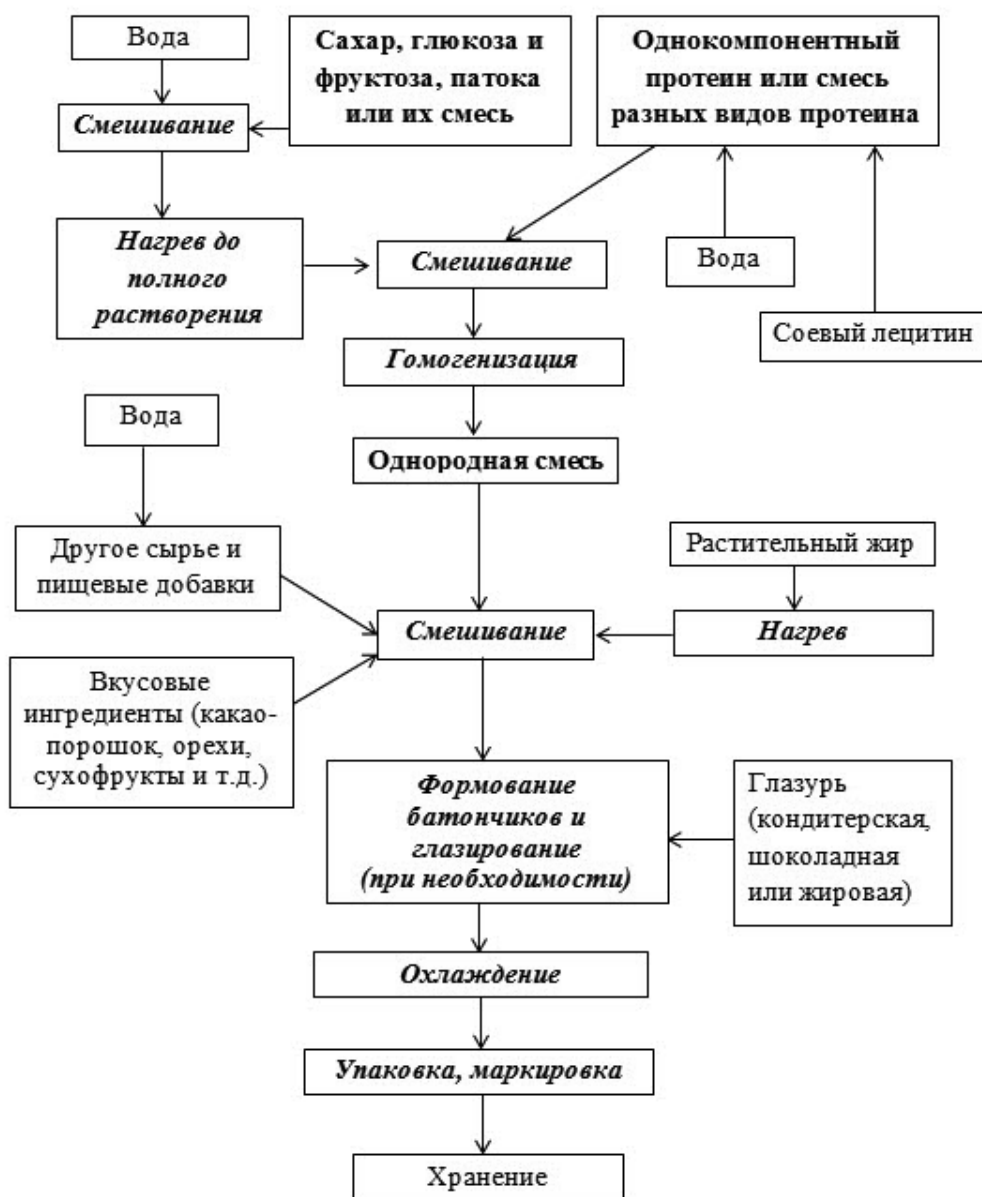 Вода
Сахар, глюкоза и
фруктоза, патока
или их смесь
Однокомпонентный
протеин или смесь
разных видов протеина
Смешивание
Нагрев до
полного
растворения
Смешивание
Вода
Соевый лецитин
Гомогенизация
Вода
Однородная смесь
Другое сырье и
пищевые добавки
Растительный жир
Смешивание
Нагрев
Вкусовые
ингредиенты (какао-
порошок, орехи,
сухофрукты и т.д.)
Формование
батончиков и
глазирование
(при необходимости)
Глазурь
(кондитерская,
шоколадная
или жировая)
Охлаждение
Упаковка, маркировка
Хранение